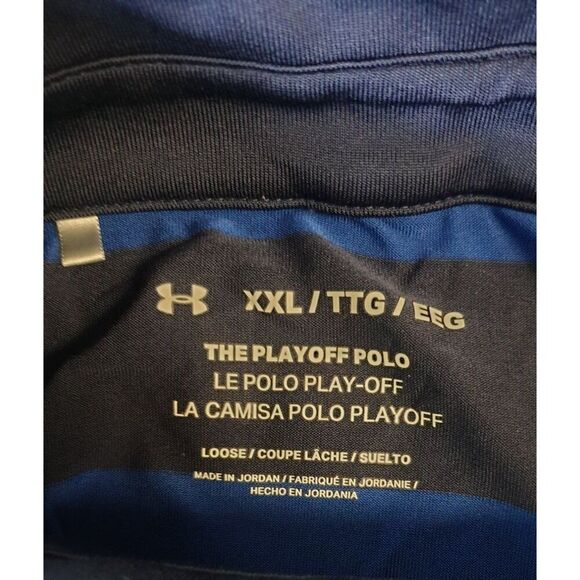 XXL / TTG / EEG
THE PLAYOFF POLO
LE POLO PLAY-OFF
LA CAMISA POLO PLAYOFF
LOOSE / COUPE LÂCHE / SUELTO
MADE IN JORDAN / FABRIQUÉ EN JORDANIE /
HECHO EN JORDANIA